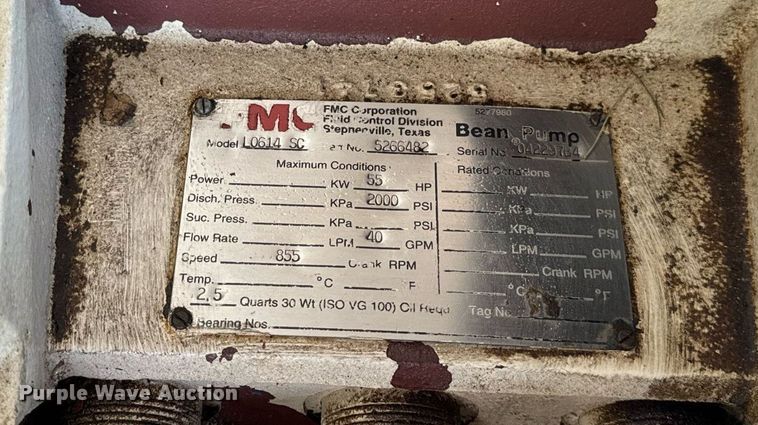 MC FMC Corporation
Fluid Control Division
Stephenville, Texas
5277980
Bean Pump
Model L0614 SC No. 5266482 Serial No.
Maximum Conditions Rated Conditions
Power KW 55 HP KW HP
Disch. Press. KPa 2000 PSI KPa PSI
Suc. Press. KPa PSI KPa PSI
Flow Rate LPM 40 GPM LPM GPM
Speed 855 Crank RPM Crank RPM
Temp. °C F °C °F
2.5 Quarts 30 Wt (ISO VG 100) Oil Reqd Tag No.
Bearing Nos.
Purple Wave Auction